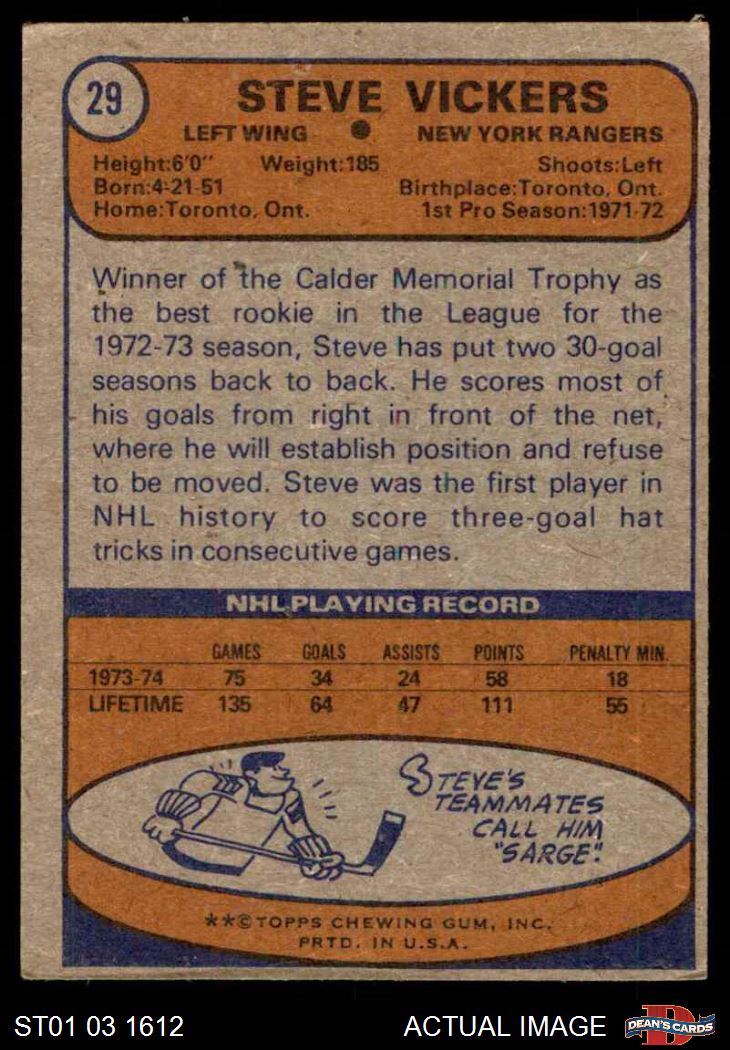 29
STEVE VICKERS
LEFT WING ● NEW YORK RANGERS
Height:6'0" Weight:185 Shoots:Left
Born:4-21-51 Birthplace:Toronto, Ont.
Home:Toronto, Ont. 1st Pro Season:1971-72
Winner of the Calder Memorial Trophy as
the best rookie in the League for the
1972-73 season, Steve has put two 30-goal
seasons back to back. He scores most of
his goals from right in front of the net,
where he will establish position and refuse
to be moved. Steve was the first player in
NHL history to score three-goal hat
tricks in consecutive games.
NHL PLAYING RECORD
GAMES GOALS ASSISTS POINTS PENALTY MIN.
1973-74 75 34 24 58 18
LIFETIME 135 64 47 111 55
STEVE'S
TEAMMATES
CALL HIM
"SARGE".
**©TOPPS CHEWING GUM, INC.
PRTD. IN U.S.A.
ST01 03 1612 ACTUAL IMAGE D DEAN'S CARDS